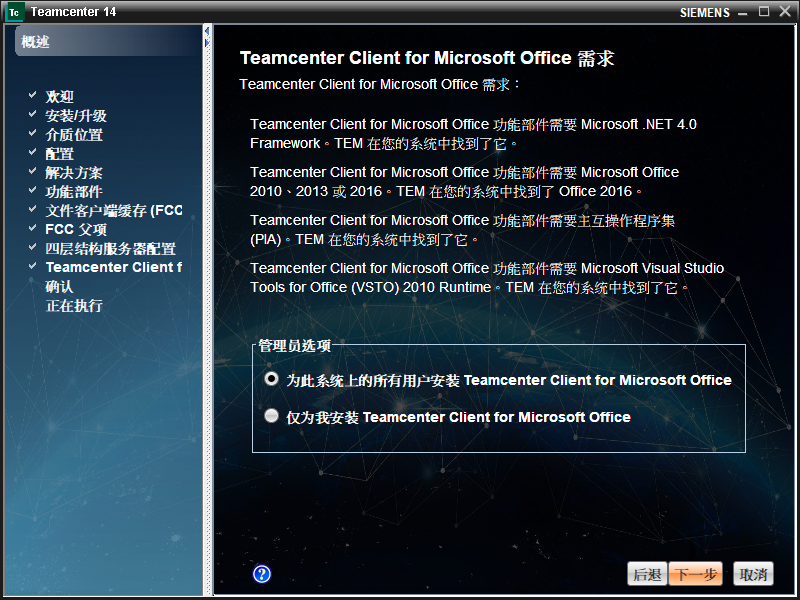 Tc Teamcenter 14
SIEMENS
概述
欢迎
安装/升级
介质位置
配置
解决方案
功能部件
文件客户端缓存 (FCC
FCC 父项
四层结构服务器配置
Teamcenter Client f
确认
正在执行
Teamcenter Client for Microsoft Office 需求
Teamcenter Client for Microsoft Office 需求：
Teamcenter Client for Microsoft Office 功能部件需要 Microsoft .NET 4.0
Framework。TEM 在您的系统中找到了它。
Teamcenter Client for Microsoft Office 功能部件需要 Microsoft Office
2010、2013 或 2016。TEM 在您的系统中找到了 Office 2016。
Teamcenter Client for Microsoft Office 功能部件需要主互操作程序集
(PIA)。TEM 在您的系统中找到了它。
Teamcenter Client for Microsoft Office 功能部件需要 Microsoft Visual Studio
Tools for Office (VSTO) 2010 Runtime。TEM 在您的系统中找到了它。
管理员选项
为此系统上的所有用户安装 Teamcenter Client for Microsoft Office
仅为我安装 Teamcenter Client for Microsoft Office
?
后退 下一步 取消